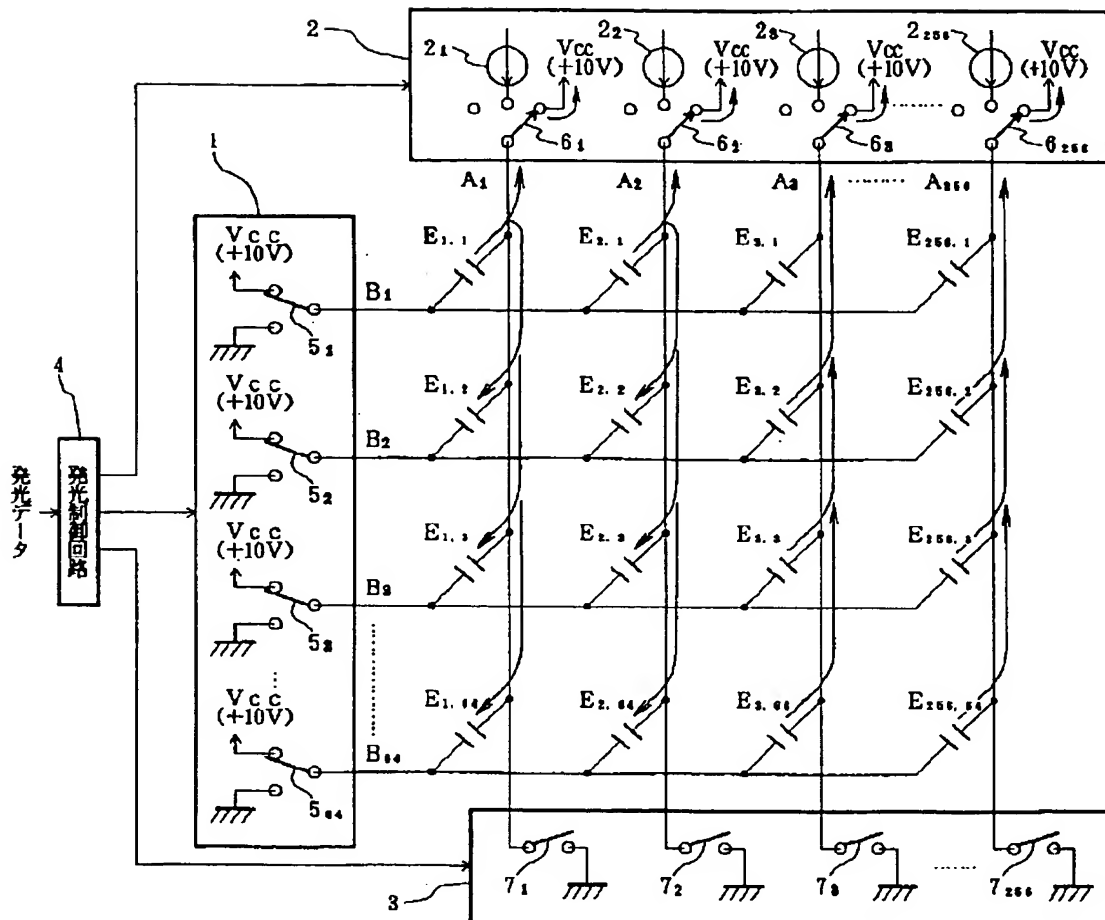 2
2₁
2₂
2₃
2₂₅₆
Vcc
(+10V)
Vcc
(+10V)
Vcc
(+10V)
Vcc
(+10V)
6₁
6₂
6₃
6₂₅₆
1
A₁
A₂
A₃
A₂₅₆
Vcc
(+10V)
5₁
B₁
E₁.₁
E₂.₁
E₃.₁
E₂₅₆.₁
4
発光データ
発光制御回路
Vcc
(+10V)
5₂
B₂
E₁.₂
E₂.₂
E₃.₂
E₂₅₆.₂
Vcc
(+10V)
5₃
B₃
E₁.₃
E₂.₃
E₃.₃
E₂₅₆.₃
Vcc
(+10V)
5₆₄
B₆₄
E₁.₆₄
E₂.₆₄
E₃.₆₄
E₂₅₆.₆₄
3
7₁
7₂
7₃
7₂₅₆